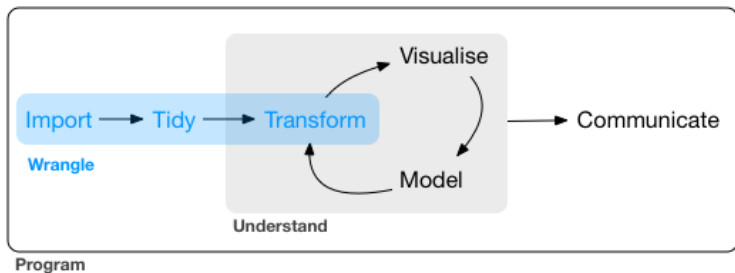 Visualise
Import Tidy Transform Communicate
Wrangle
Model
Understand
Program